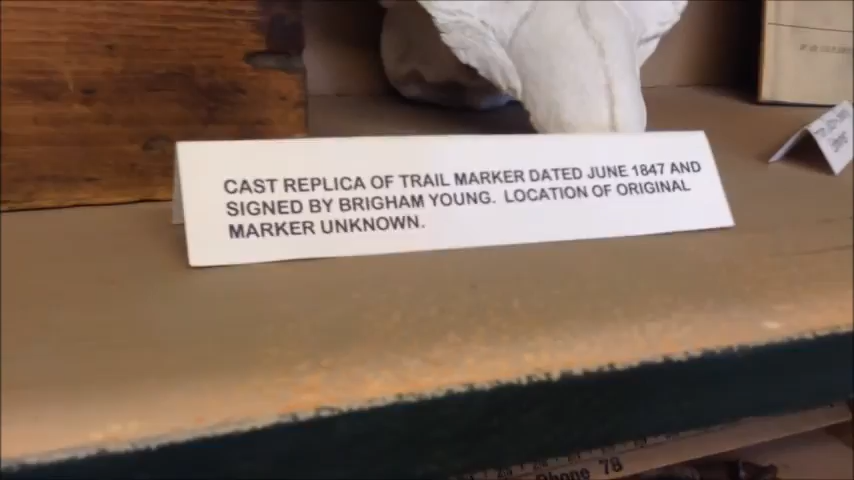 CAST REPLICA OF TRAIL MARKER DATED JUNE 1847 AND
SIGNED BY BRIGHAM YOUNG. LOCATION OF ORIGINAL
MARKER UNKNOWN.
Phone 78